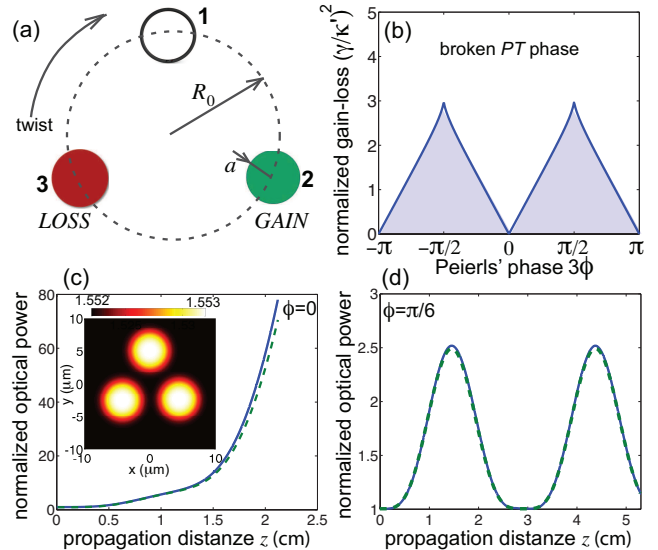 (a)
1
R0
twist
a
3
2
LOSS
GAIN
(b)
normalized gain-loss (γ/κ')²
broken PT phase
5
4
3
2
1
0
−π
−π/2
0
π/2
π
Peierls' phase 3ϕ
(c)
normalized optical power
80
60
40
20
0
ϕ=0
1.552
1.553
10
5
0
-5
-10
y (μm)
-10
0
10
x (μm)
0
0.5
1
1.5
2
2.5
propagation distanze z (cm)
(d)
normalized optical power
3
2.5
2
1.5
1
ϕ=π/6
0
1
2
3
4
5
propagation distanze z (cm)